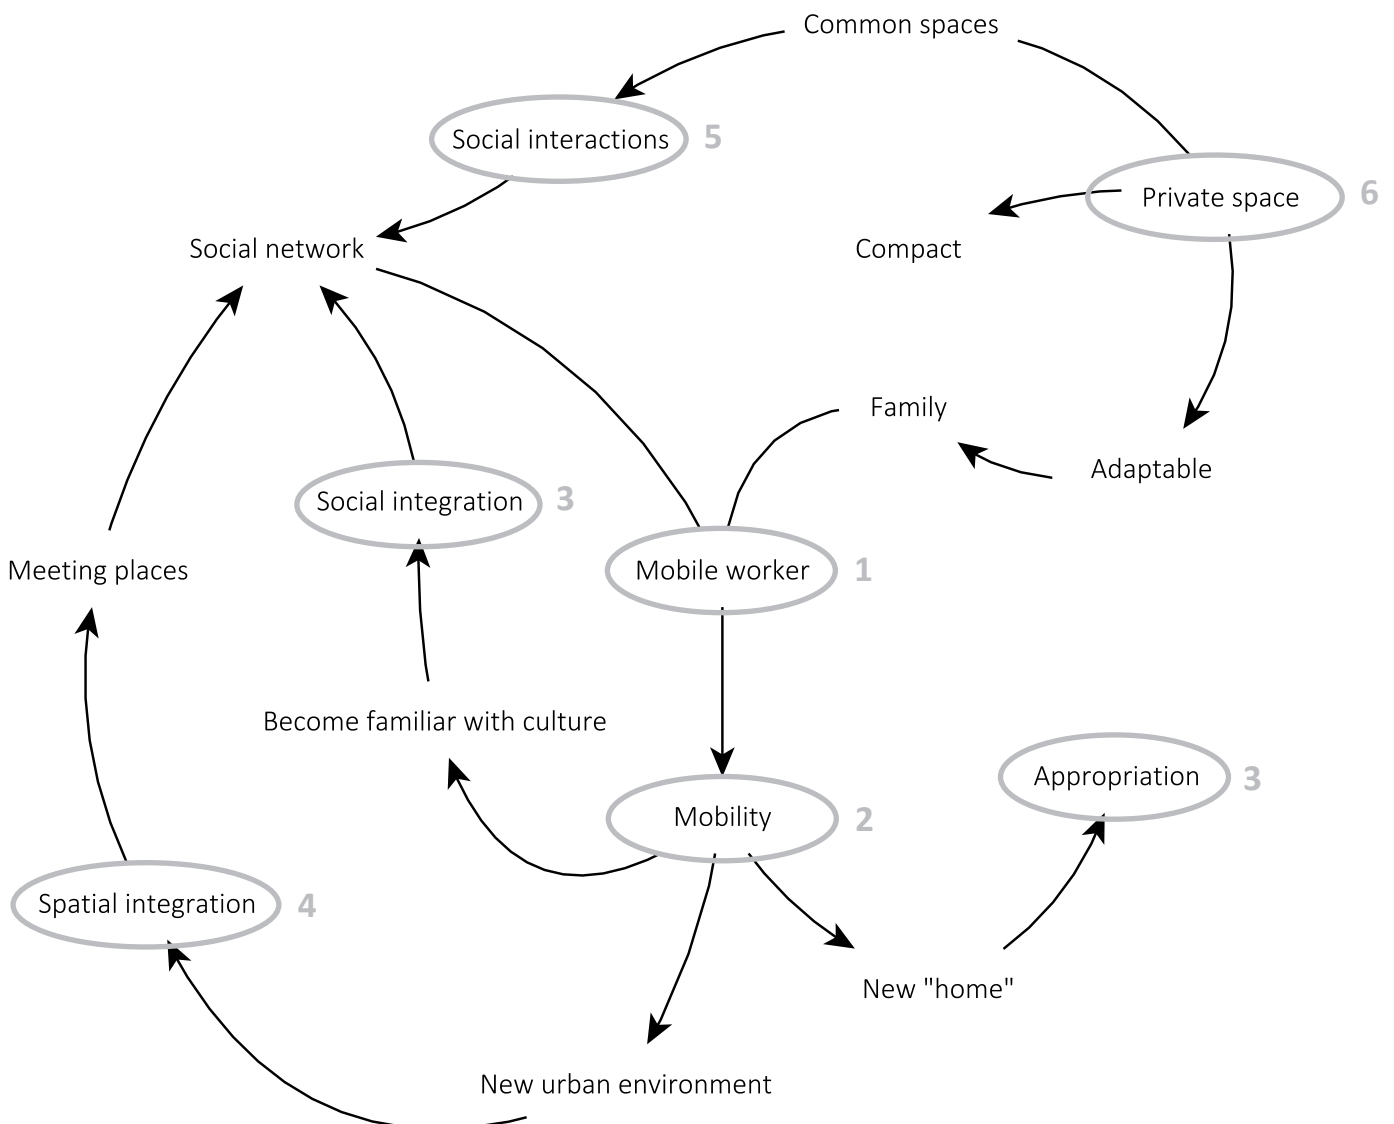 Common spaces
Social interactions 5
Private space 6
Social network
Compact
Family
Adaptable
Social integration 3
Meeting places
Mobile worker 1
Become familiar with culture
Appropriation 3
Mobility 2
Spatial integration 4
New "home"
New urban environment